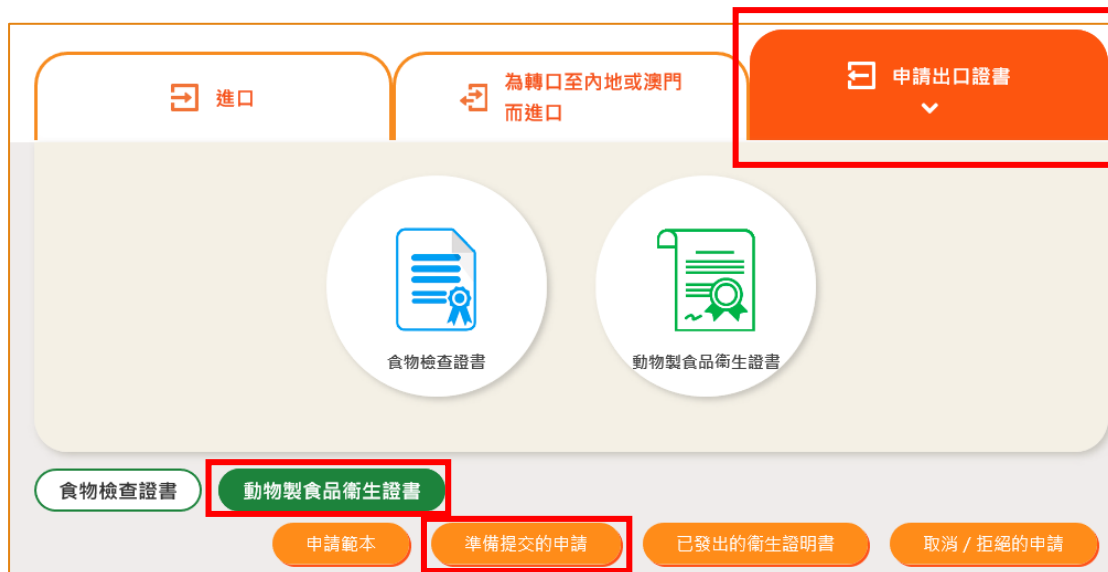 進口
為轉口至內地或澳門
而進口
申請出口證書
食物檢查證書
動物製食品衞生證書
食物檢查證書
動物製食品衞生證書
申請範本
準備提交的申請
已發出的衞生證明書
取消 / 拒絕的申請